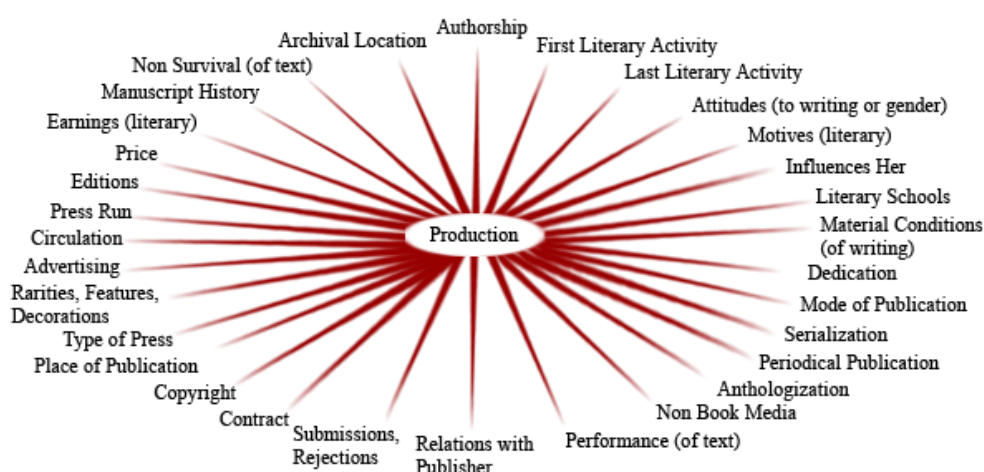 Authorship
First Literary Activity
Last Literary Activity
Attitudes (to writing or gender)
Motives (literary)
Influences Her
Literary Schools
Material Conditions
(of writing)
Dedication
Mode of Publication
Serialization
Periodical Publication
Anthologization
Non Book Media
Performance (of text)
Relations with
Publisher
Submissions,
Rejections
Contract
Copyright
Place of Publication
Type of Press
Rarities, Features,
Decorations
Advertising
Circulation
Press Run
Editions
Price
Earnings (literary)
Manuscript History
Non Survival (of text)
Archival Location
Production